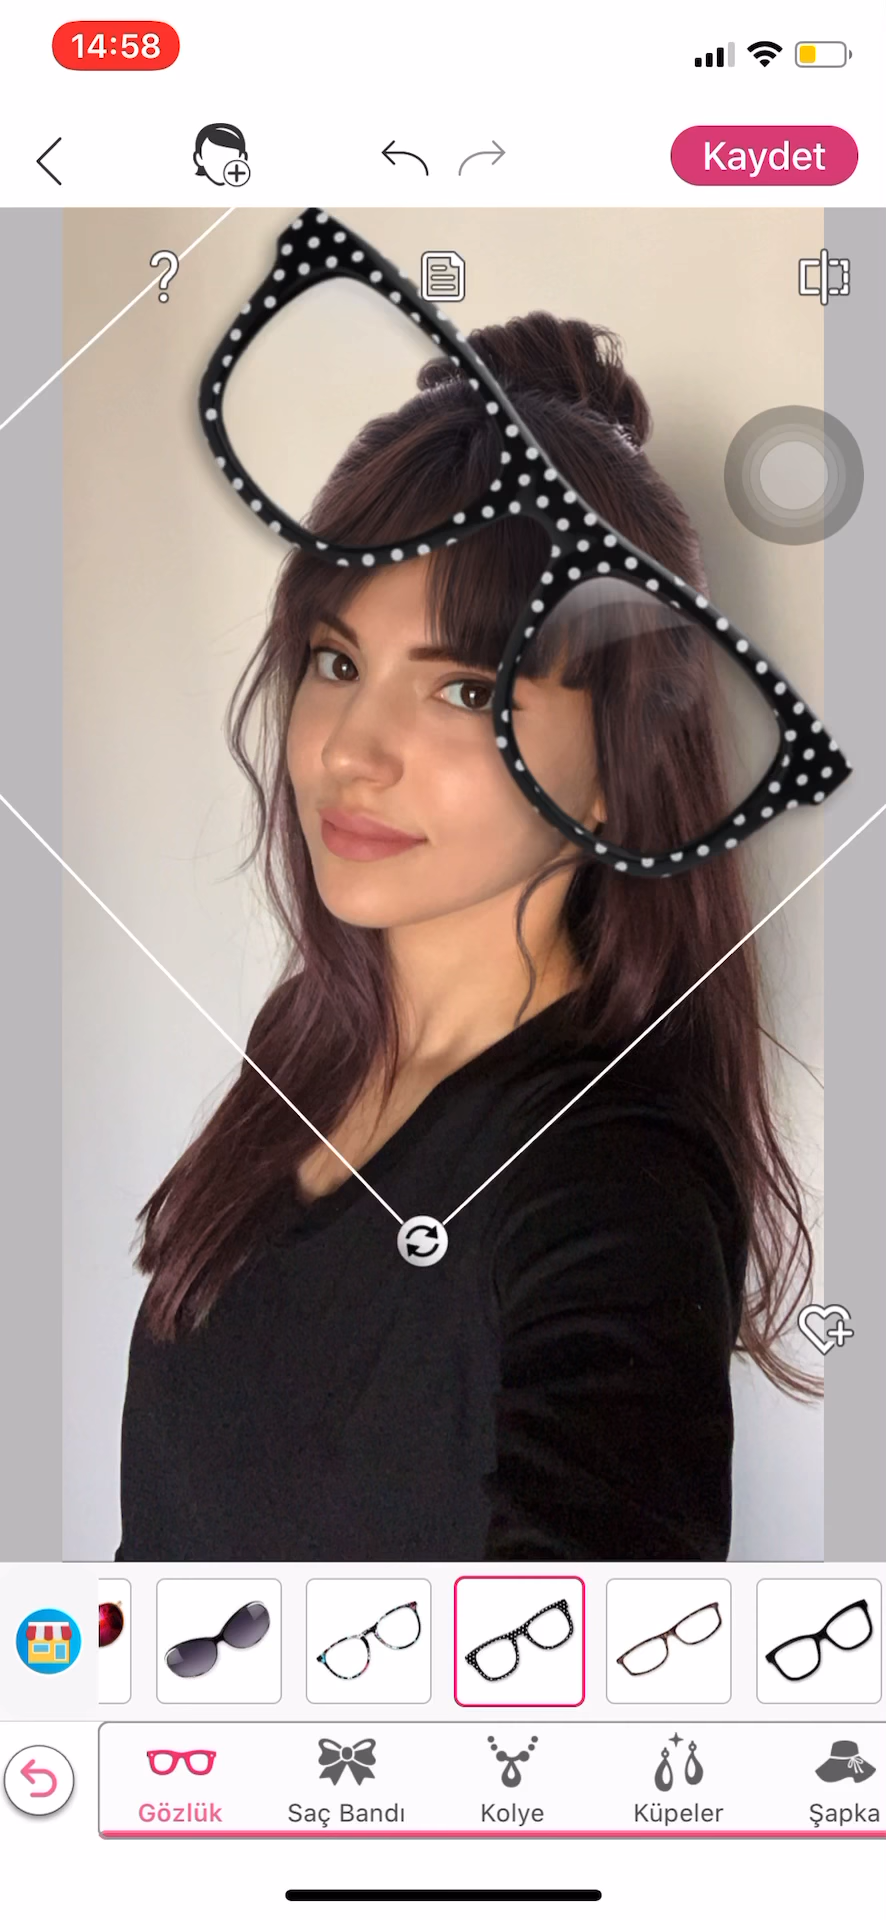 14:58
Kaydet
Gözlük
Saç Bandı
Kolye
Küpeler
Şapka